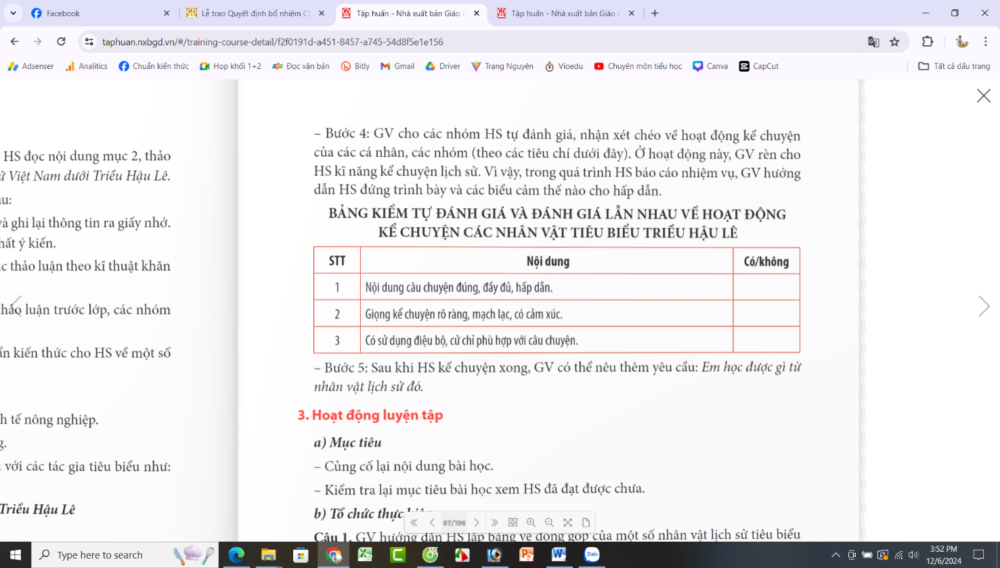 Facebook
Lễ trao Quyết định bổ nhiệm C
Tập huấn - Nhà xuất bản Giáo
Tập huấn - Nhà xuất bản Giáo
taphuan.nxbgd.vn/#/training-course-detail/f2f0191d-a451-8457-a745-54d8f5e1e156
Adsenser
Analitics
Chuẩn kiến thức
Họp khối 1+2
Đọc văn bản
Bitly
Gmail
Driver
Trạng Nguyên
Vioedu
Chuyên môn tiểu học
Canva
CapCut
Tất cả dấu trang
HS đọc nội dung mục 2, thảo
Việt Nam dưới Triều Hậu Lê.
và ghi lại thông tin ra giấy nhớ.
ý kiến.
thảo luận theo kĩ thuật khăn
thảo luận trước lớp, các nhóm
kiến thức cho HS về một số
tế nông nghiệp.
với các tác gia tiêu biểu như:
Triều Hậu Lê
– Bước 4: GV cho các nhóm HS tự đánh giá, nhận xét chéo về hoạt động kể chuyện
của các cá nhân, các nhóm (theo các tiêu chí dưới đây). Ở hoạt động này, GV rèn cho
HS kĩ năng kể chuyện lịch sử. Vì vậy, trong quá trình HS báo cáo nhiệm vụ, GV hướng
dẫn HS đứng trình bày và các biểu cảm thế nào cho hấp dẫn.
BẢNG KIỂM TỰ ĐÁNH GIÁ VÀ ĐÁNH GIÁ LẪN NHAU VỀ HOẠT ĐỘNG
KỂ CHUYỆN CÁC NHÂN VẬT TIÊU BIỂU TRIỀU HẬU LÊ
STT Nội dung Có/không
1 Nội dung câu chuyện đúng, đầy đủ, hấp dẫn.
2 Giọng kể chuyện rõ ràng, mạch lạc, có cảm xúc.
3 Có sử dụng điệu bộ, cử chỉ phù hợp với câu chuyện.
– Bước 5: Sau khi HS kể chuyện xong, GV có thể nêu thêm yêu cầu: Em học được gì từ
nhân vật lịch sử đó.
3. Hoạt động luyện tập
a) Mục tiêu
– Củng cố lại nội dung bài học.
– Kiểm tra lại mục tiêu bài học xem HS đã đạt được chưa.
b) Tổ chức thực
87/196
Câu 1. GV hướng dẫn HS lập bảng về đóng góp của một số nhân vật lịch sử tiêu biểu
Type here to search
Zalo
3:52 PM
12/6/2024